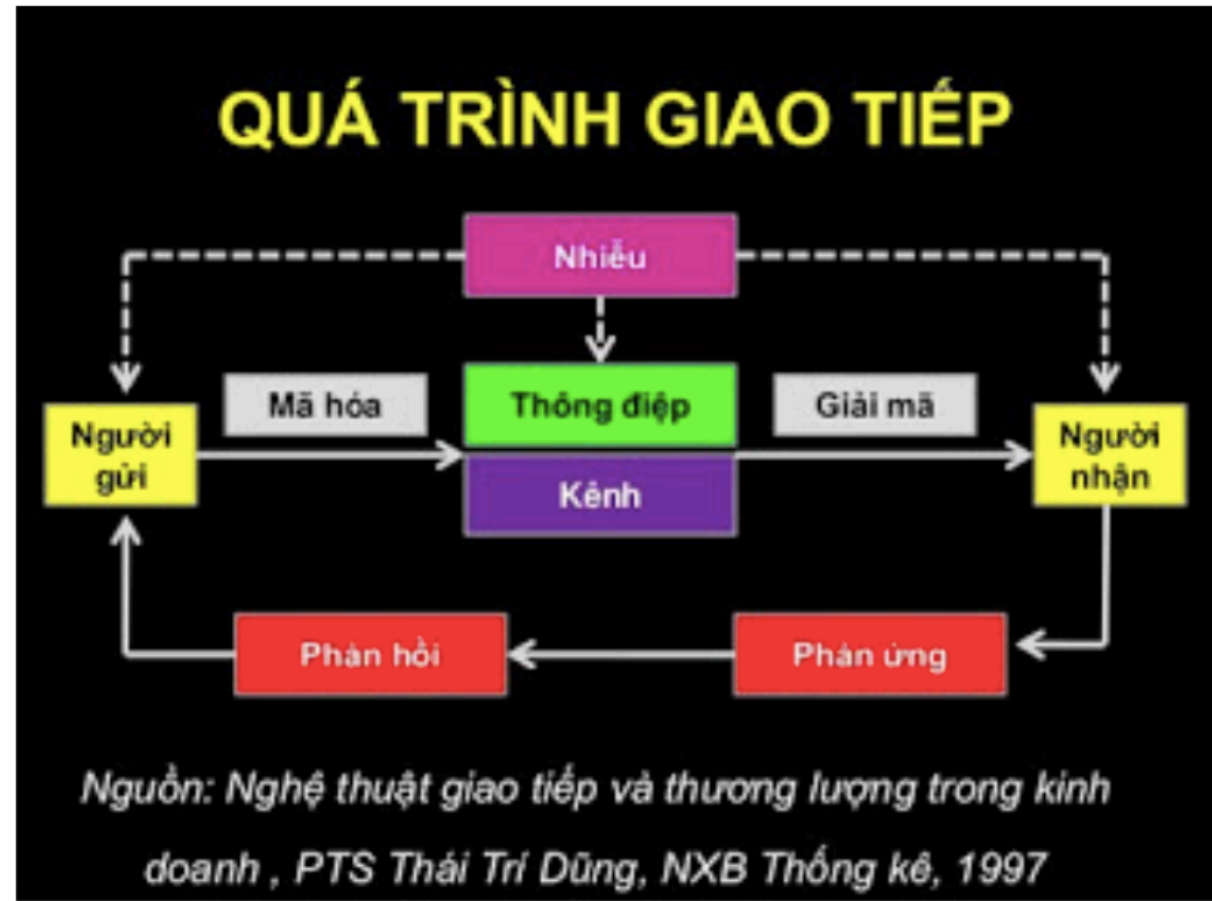 QUÁ TRÌNH GIAO TIẾP
Nhiễu
Mã hóa
Thông điệp
Giải mã
Người
gửi
Kênh
Người
nhận
Phản hồi
Phản ứng
Nguồn: Nghệ thuật giao tiếp và thương lượng trong kinh
doanh , PTS Thái Trí Dũng, NXB Thống kê, 1997